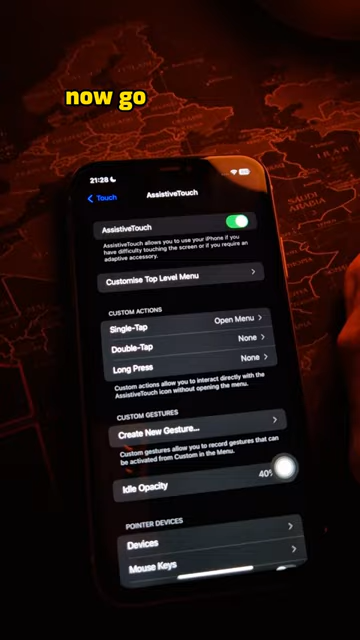 now go
IRAN
SAUDI
ARABIA
21:28
Touch
AssistiveTouch
AssistiveTouch
AssistiveTouch allows you to use your iPhone if you
have difficulty touching the screen or if you require an
adaptive accessory.
Customise Top Level Menu
CUSTOM ACTIONS
Single-Tap Open Menu
Double-Tap None
Long Press None
Custom actions allow you to interact directly with the
AssistiveTouch icon without opening the menu.
CUSTOM GESTURES
Create New Gesture...
Custom gestures allow you to record gestures that can
be activated from Custom in the Menu.
Idle Opacity 40%
POINTER DEVICES
Devices
Mouse Keys